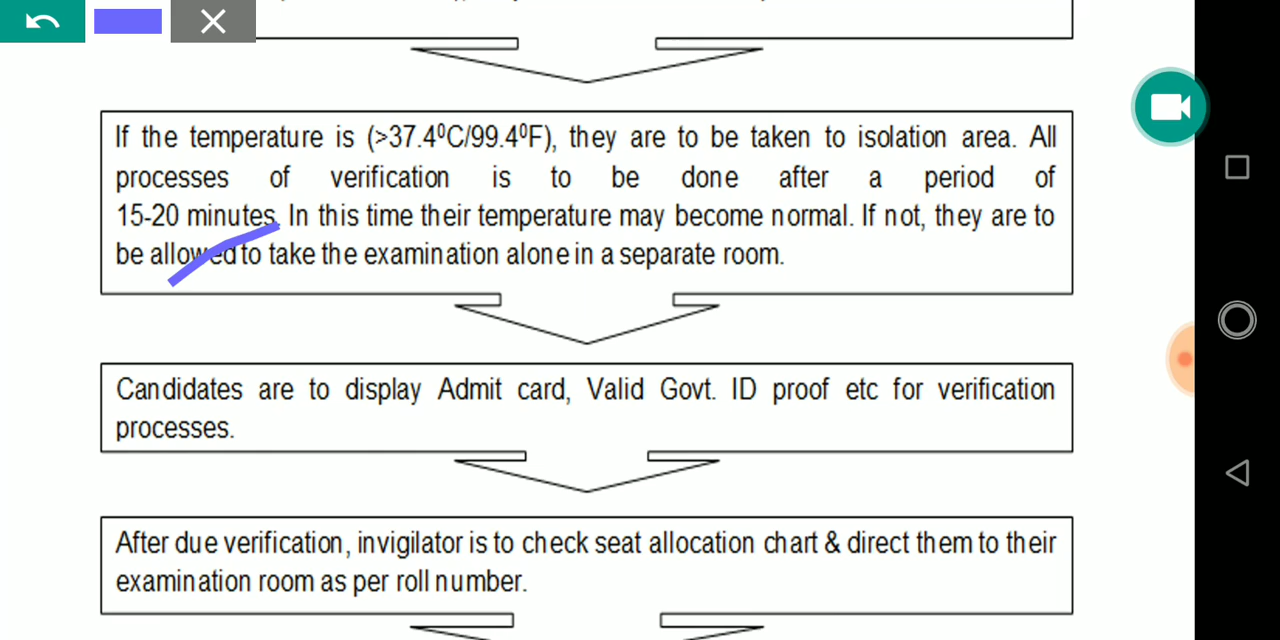 If the temperature is (>37.4⁰C/99.4⁰F), they are to be taken to isolation area. All
processes of verification is to be done after a period of
15-20 minutes. In this time their temperature may become normal. If not, they are to
be allowed to take the examination alone in a separate room.
Candidates are to display Admit card, Valid Govt. ID proof etc for verification
processes.
After due verification, invigilator is to check seat allocation chart & direct them to their
examination room as per roll number.